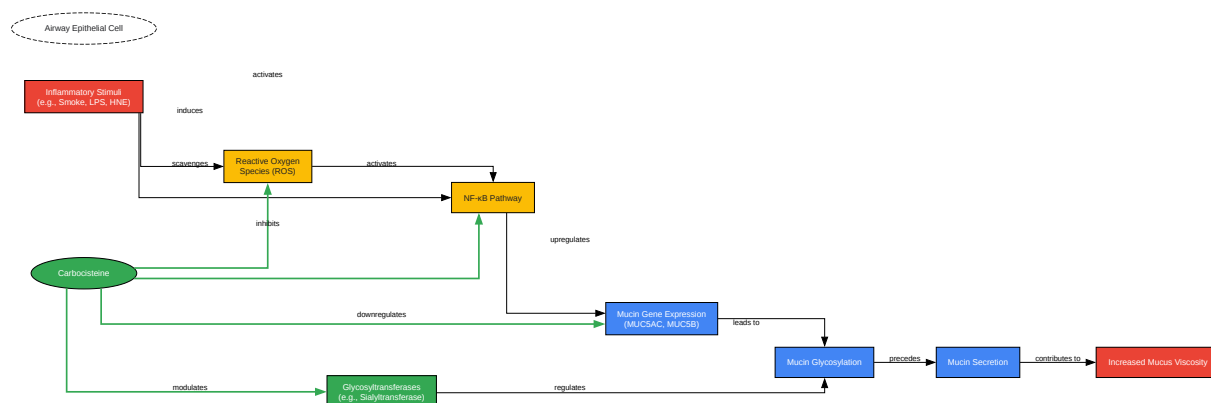 Airway Epithelial Cell
activates
Inflammatory Stimuli
(e.g., Smoke, LPS, HNE)
induces
scavenges
Reactive Oxygen
Species (ROS)
activates
NF-κB Pathway
inhibits
upregulates
Carbocisteine
downregulates
Mucin Gene Expression
(MUC5AC, MUC5B)
leads to
Mucin Glycosylation
precedes
Mucin Secretion
contributes to
Increased Mucus Viscosity
modulates
Glycosyltransferases
(e.g., Sialyltransferase)
regulates